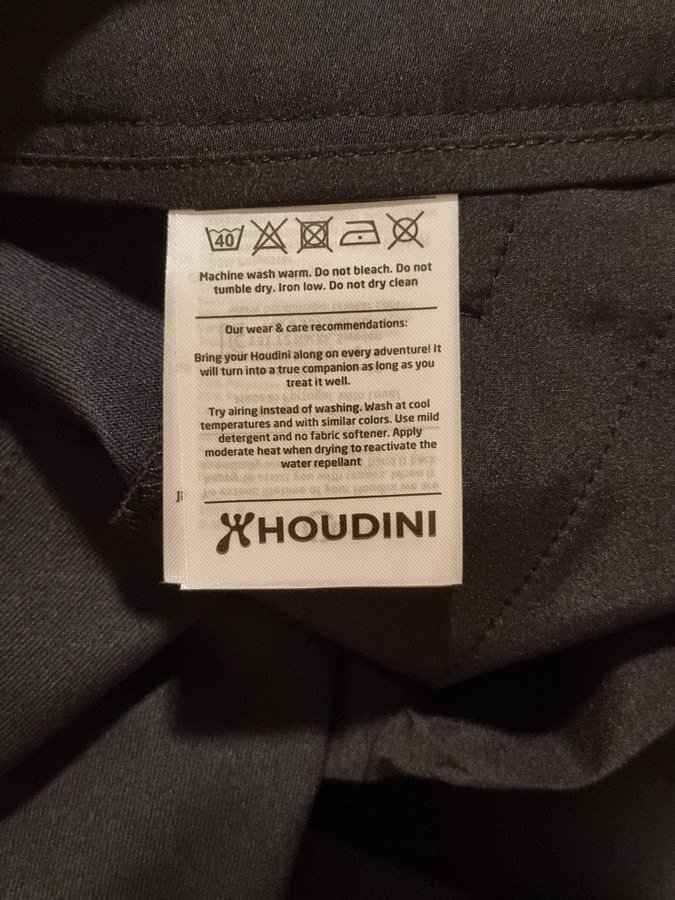 40
Machine wash warm. Do not bleach. Do not
tumble dry. Iron low. Do not dry clean
Our wear & care recommendations:
Bring your Houdini along on every adventure! It
will turn into a true companion as long as you
treat it well.
Try airing instead of washing. Wash at cool
temperatures and with similar colors. Use mild
detergent and no fabric softener. Apply
moderate heat when drying to reactivate the
water repellant
HOUDINI